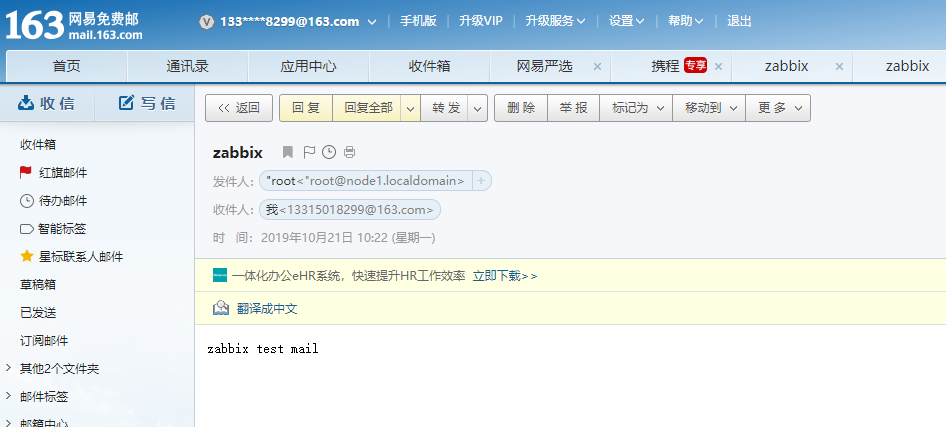 163 网易免费邮
mail.163.com
V 133****8299@163.com 手机版 升级VIP 升级服务 设置 帮助 退出
首页 通讯录 应用中心 收件箱 网易严选 × 携程 专享 × zabbix × zabbix
收 信 写 信
<< 返回 回 复 回复全部 转 发 删 除 举 报 标记为 移动到 更 多
收件箱
红旗邮件
待办邮件
智能标签
星标联系人邮件
草稿箱
已发送
订阅邮件
其他2个文件夹
邮件标签
邮箱中心
zabbix
发件人： "root<"root@node1.localdomain> +
收件人： 我<13315018299@163.com>
时 间： 2019年10月21日 10:22 (星期一)
一体化办公eHR系统，快速提升HR工作效率 立即下载>>
翻译成中文
zabbix test mail